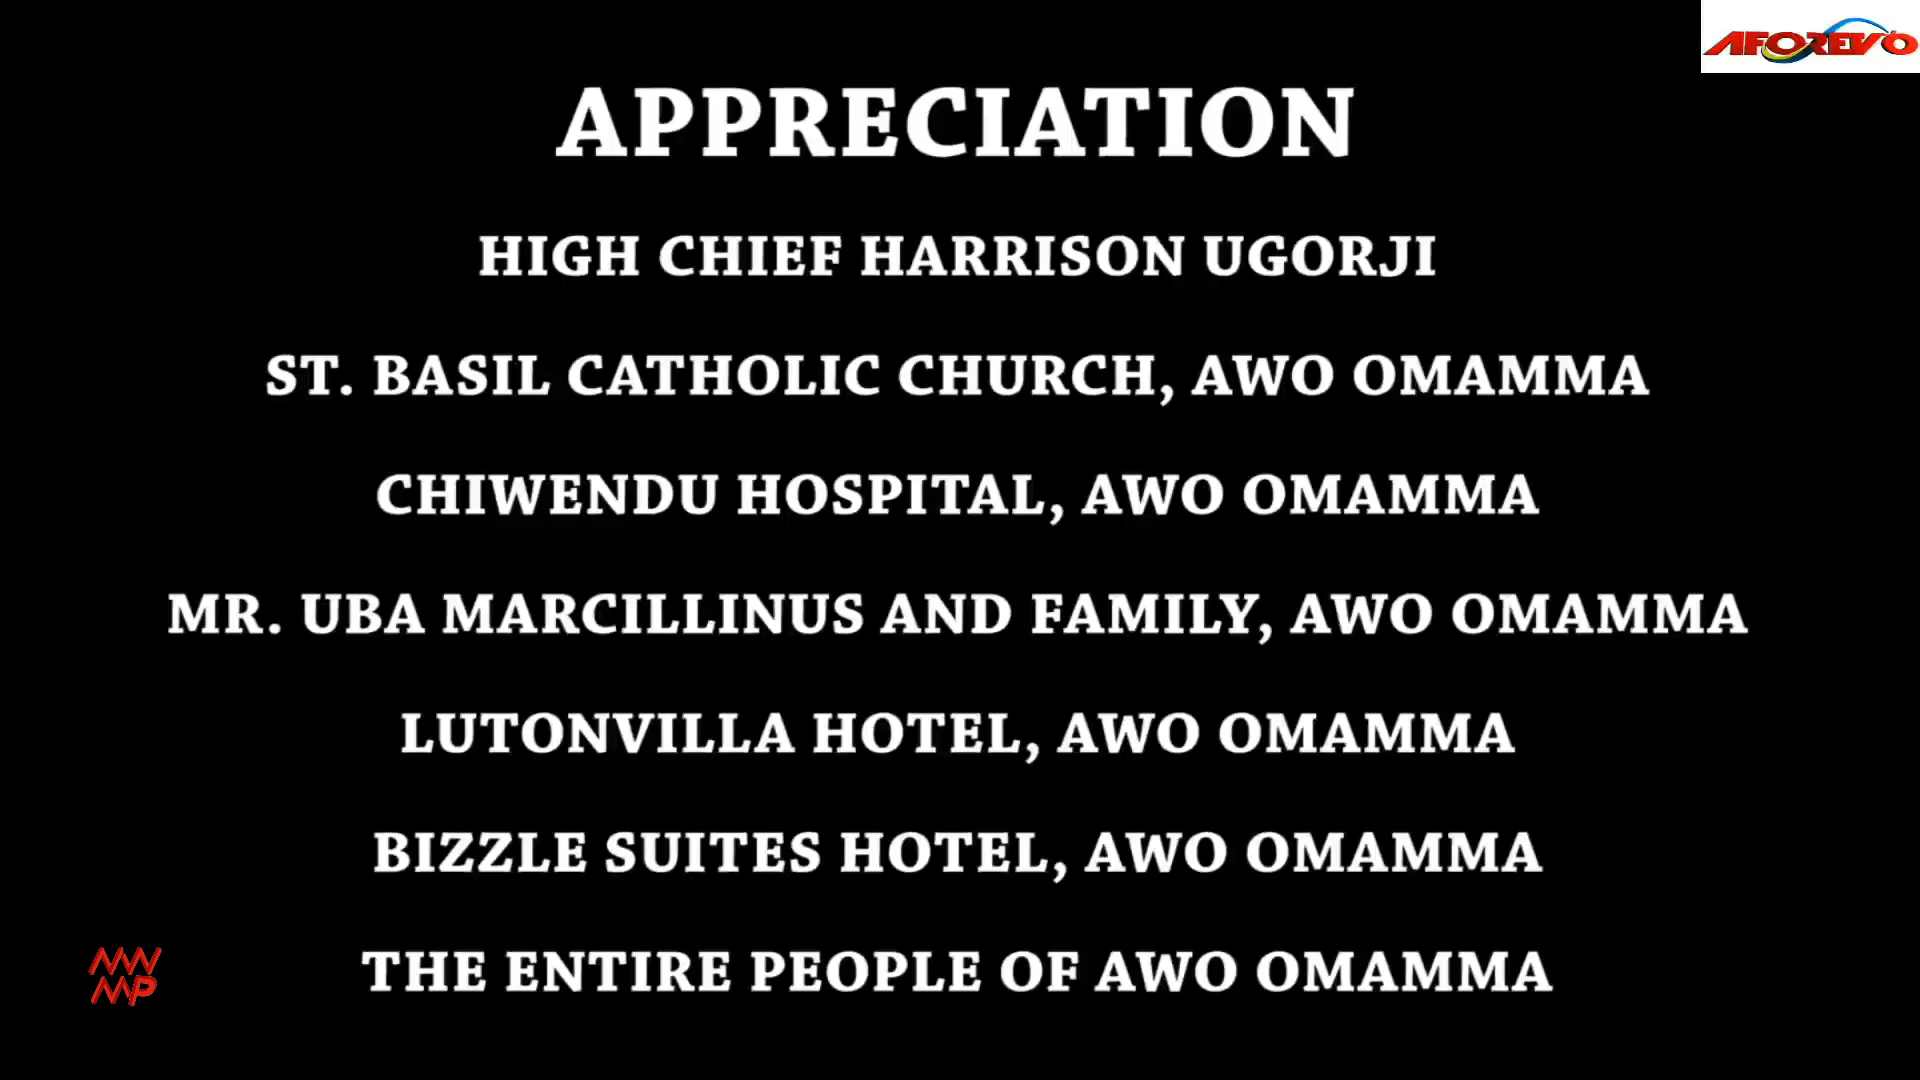 AFOREVO
APPRECIATION
HIGH CHIEF HARRISON UGORJI
ST. BASIL CATHOLIC CHURCH, AWO OMAMMA
CHIWENDU HOSPITAL, AWO OMAMMA
MR. UBA MARCILLINUS AND FAMILY, AWO OMAMMA
LUTONVILLA HOTEL, AWO OMAMMA
BIZZLE SUITES HOTEL, AWO OMAMMA
THE ENTIRE PEOPLE OF AWO OMAMMA